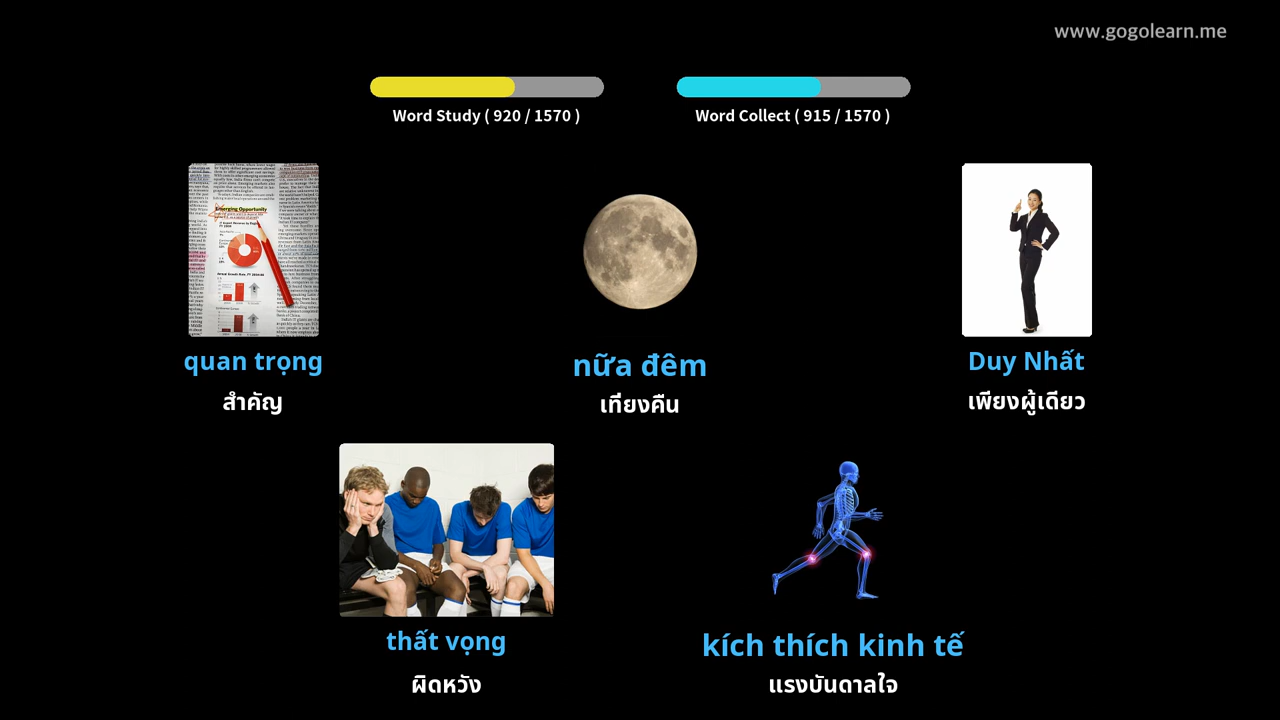 www.gogolearn.me
Word Study ( 920 / 1570 )
Word Collect ( 915 / 1570 )
Emerging Opportunity
quan trọng
สำคัญ
nữa đêm
เที่ยงคืน
Duy Nhất
เพียงผู้เดียว
thất vọng
ผิดหวัง
kích thích kinh tế
แรงบันดาลใจ